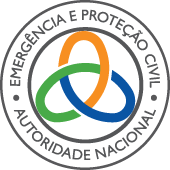 EMERGÊNCIA E PROTEÇÃO CIVIL
AUTORIDADE NACIONAL